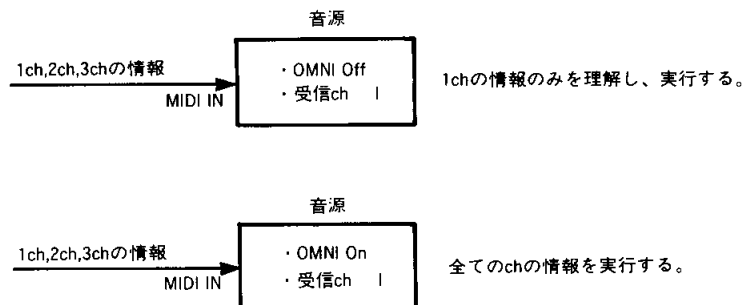 音源
1ch,2ch,3chの情報
MIDI IN
・OMNI Off
・受信ch 1
1chの情報のみを理解し、実行する。
音源
1ch,2ch,3chの情報
MIDI IN
・OMNI On
・受信ch 1
全てのchの情報を実行する。